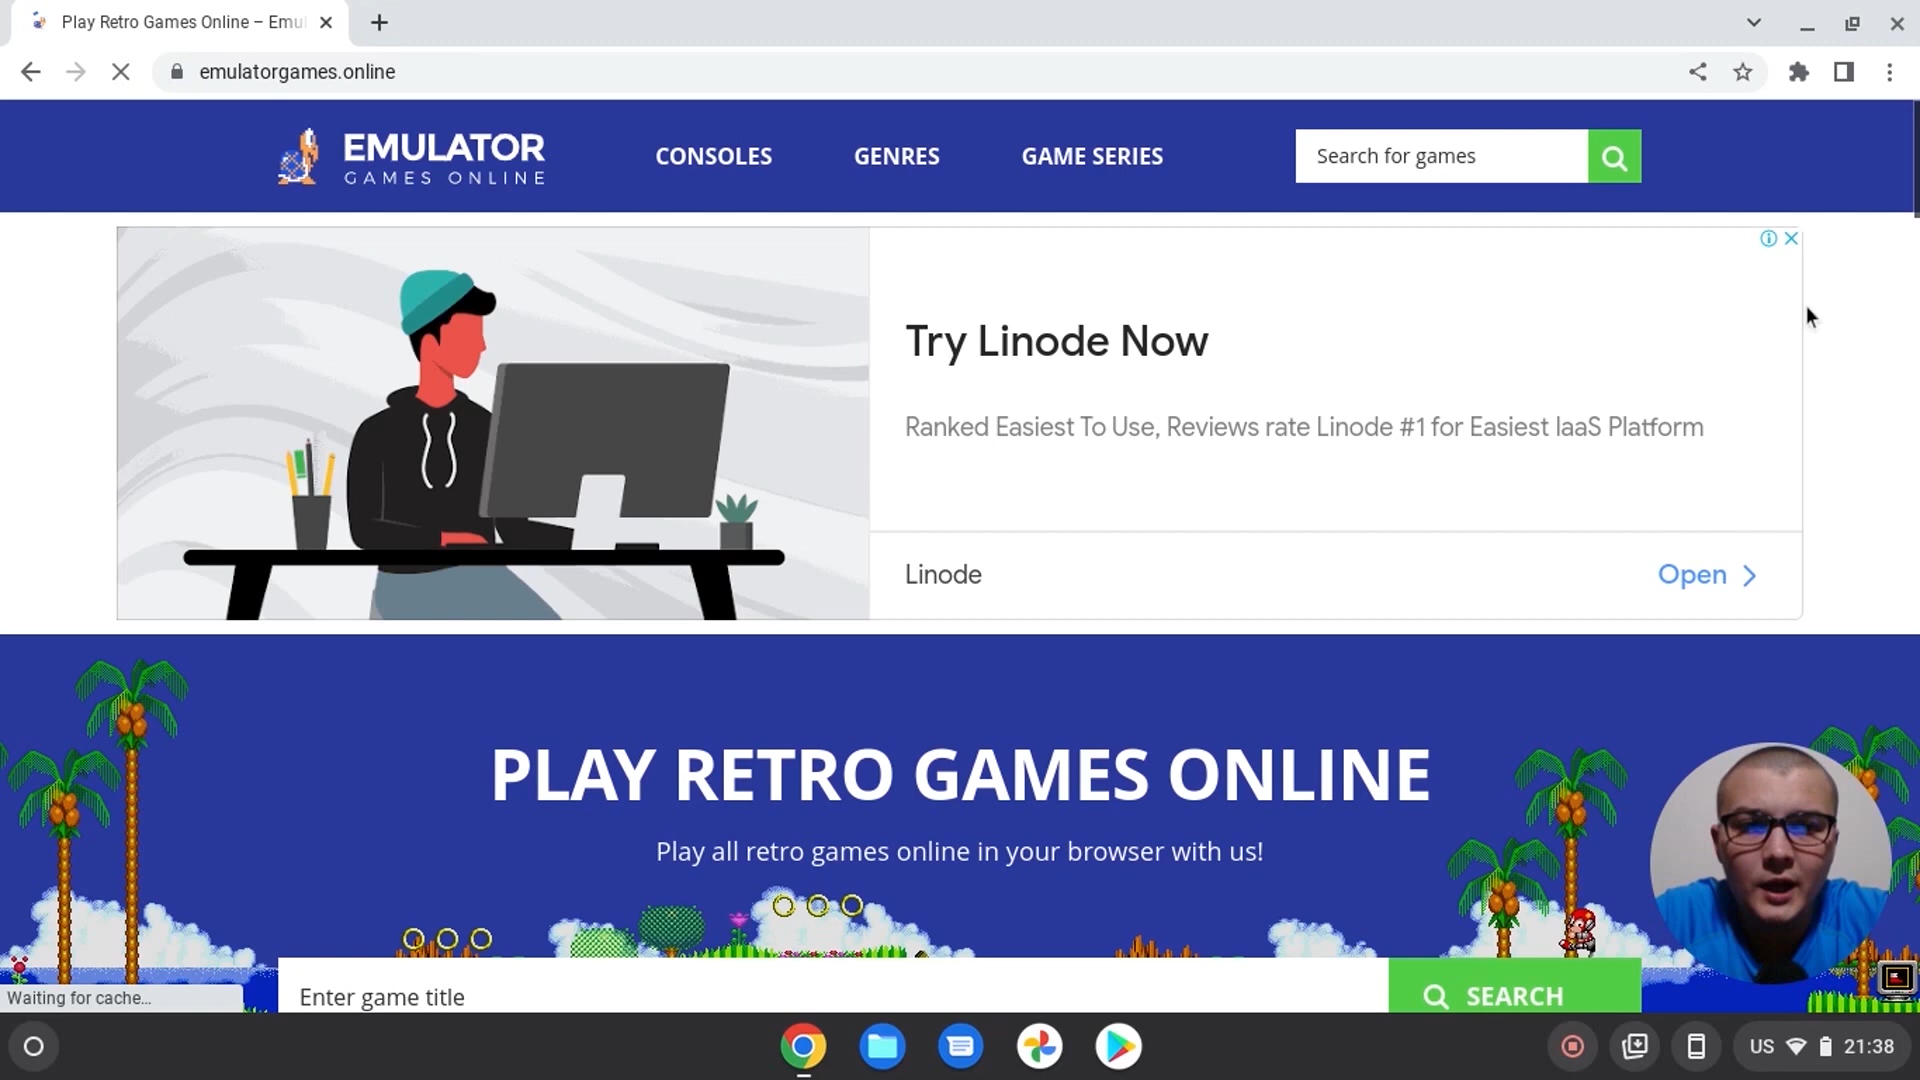 Play Retro Games Online – Emul
emulatorgames.online
EMULATOR
GAMES ONLINE
CONSOLES
GENRES
GAME SERIES
Search for games
Try Linode Now
Ranked Easiest To Use, Reviews rate Linode #1 for Easiest IaaS Platform
Linode
Open
PLAY RETRO GAMES ONLINE
Play all retro games online in your browser with us!
Enter game title
SEARCH
Waiting for cache...
US
21:38